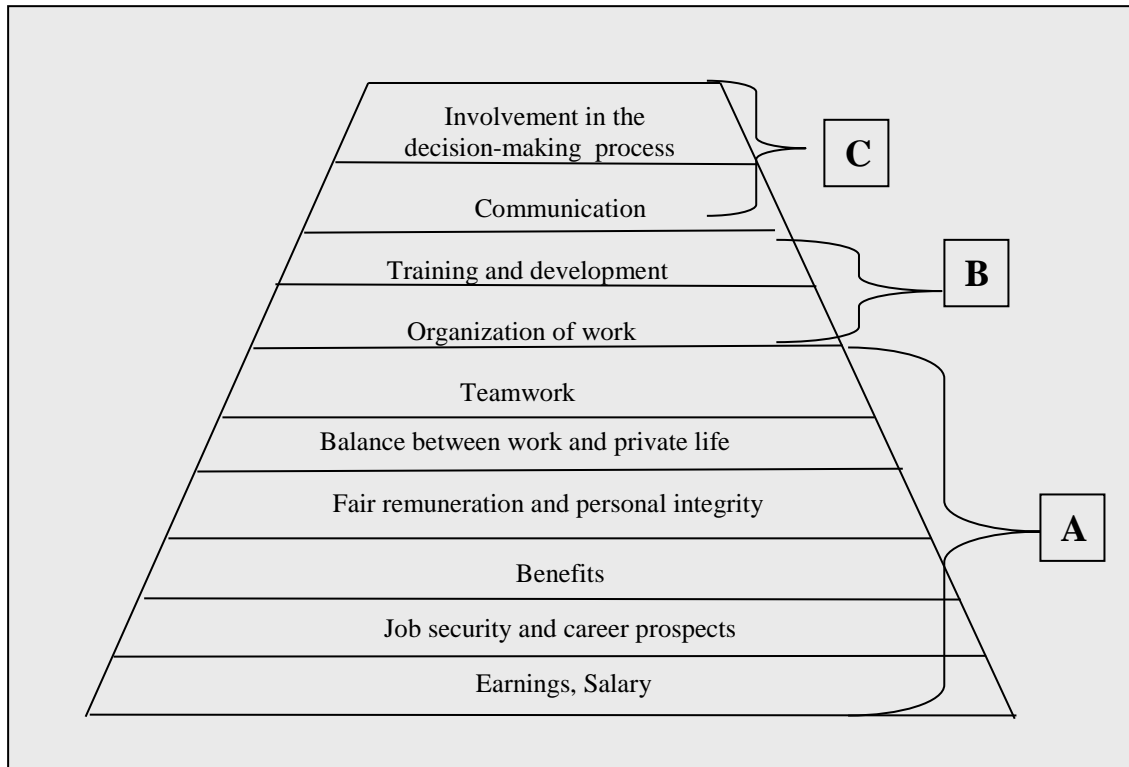 Involvement in the
decision-making process
C
Communication
Training and development
B
Organization of work
Teamwork
Balance between work and private life
Fair remuneration and personal integrity
A
Benefits
Job security and career prospects
Earnings, Salary